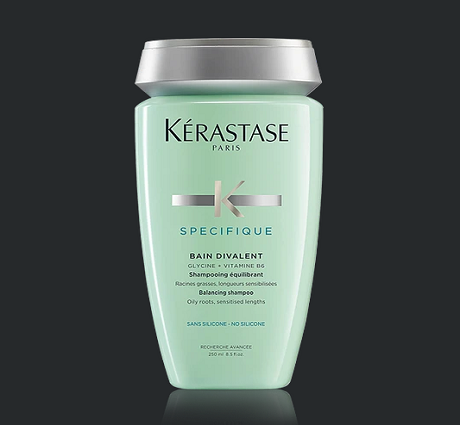 KÉRASTASE
PARIS
K
SPECIFIQUE
BAIN DIVALENT
GLYCINE + VITAMINE B6
Shampooing équilibrant
Racines grasses, longueurs sensibilisées
Balancing shampoo
Oily roots, sensitised lengths
SANS SILICONE - NO SILICONE
RECHERCHE AVANCÉE
250 ml 8.5 fl.oz